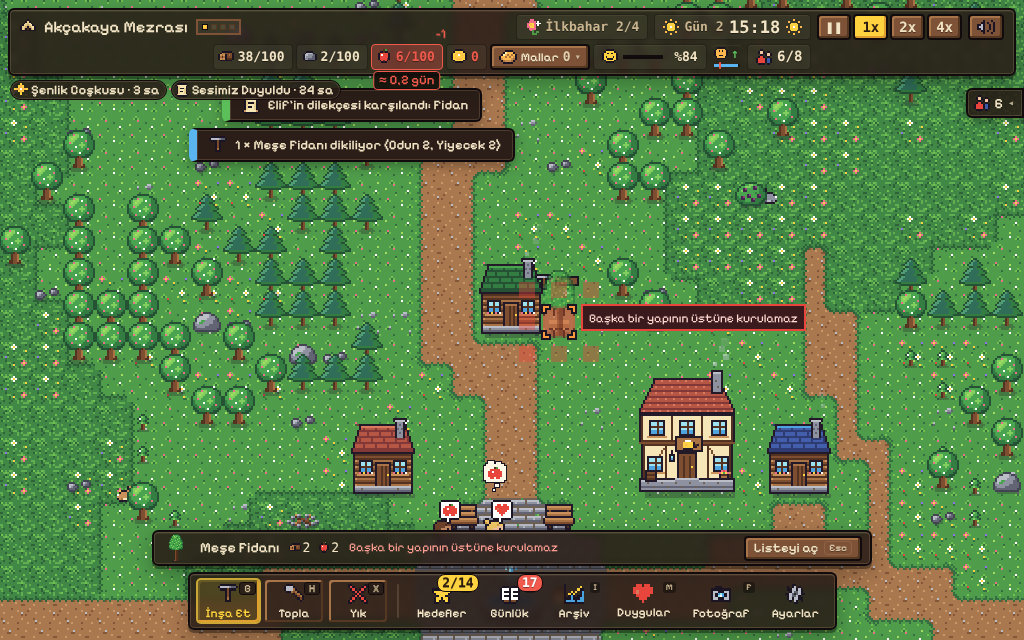 Akçakaya Mezrası
İlkbahar 2/4
Gün 2 15:18
1x
2x
4x
-1
38/100
2/100
6/100
0
Mallar 0
%84
6/8
≈ 0.8 gün
Şenlik Coşkusu · 3 sa
Sesimiz Duyuldu · 24 sa
6
Elif'in dilekçesi karşılandı: Fidan
1 × Meşe Fidanı dikiliyor (Odun 2, Yiyecek 2)
Başka bir yapının üstüne kurulamaz
Meşe Fidanı 2 2 Başka bir yapının üstüne kurulamaz
Listeyi aç Esc
2/14
17
H
X
I
M
F
İnşa Et
Topla
Yık
Hedefler
Günlük
Arşiv
Duygular
Fotoğraf
Ayarlar